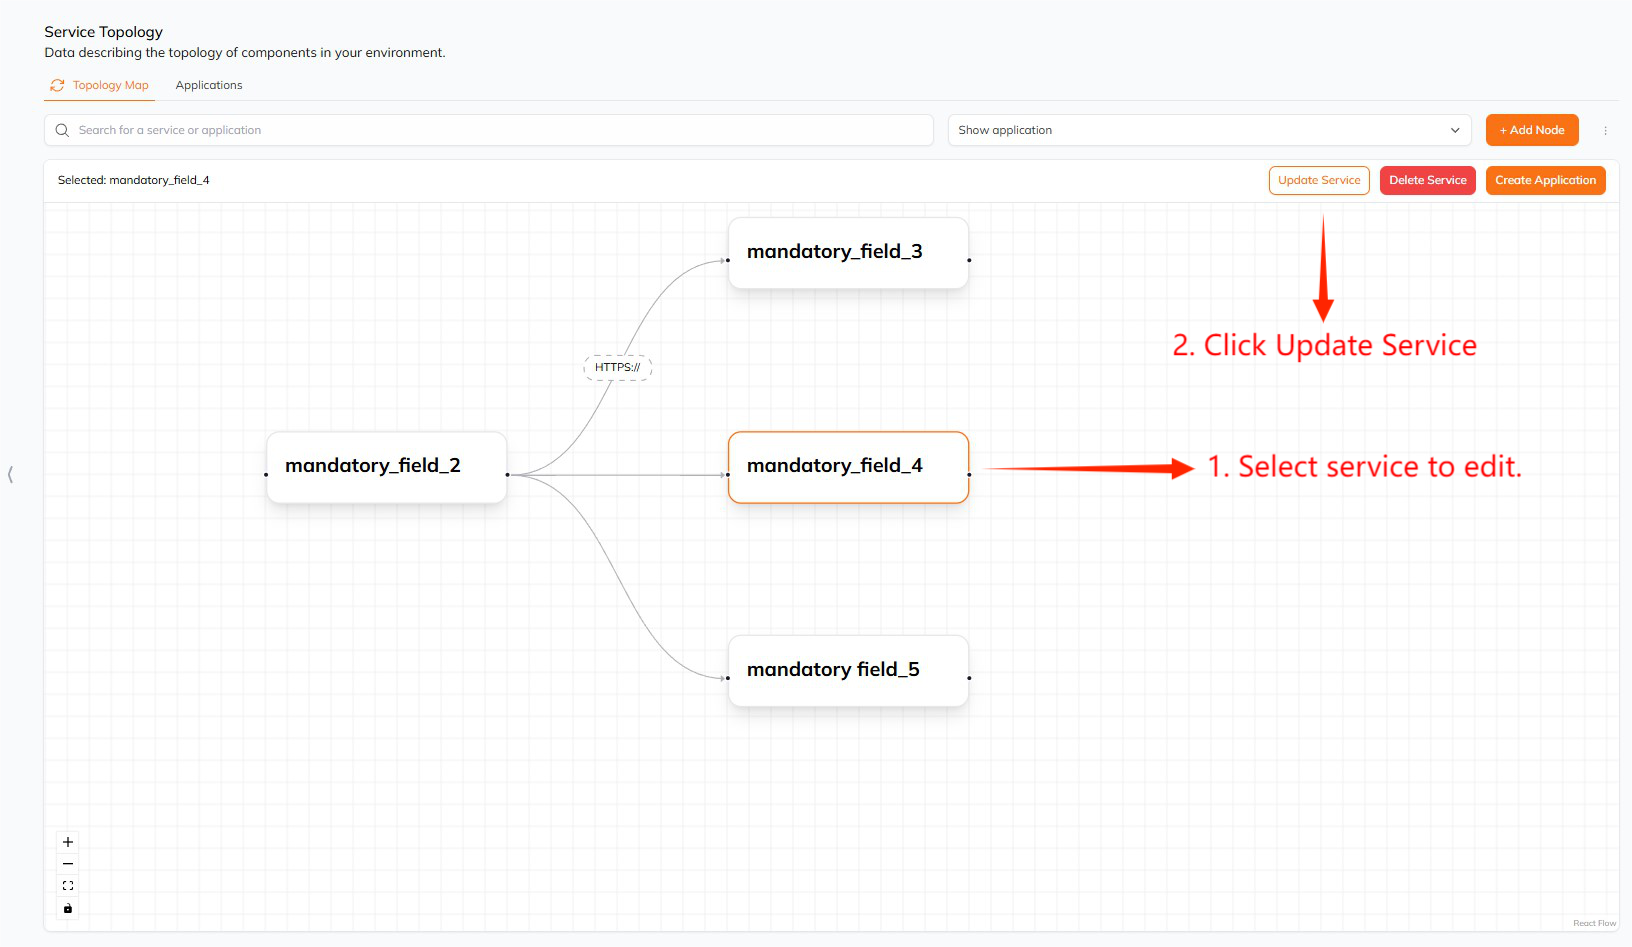 Service Topology
Data describing the topology of components in your environment.
Topology Map
Applications
Search for a service or application
Show application
+ Add Node
Selected: mandatory_field_4
Update Service
Delete Service
Create Application
mandatory_field_3
2. Click Update Service
HTTPS://
mandatory_field_2
mandatory_field_4
1. Select service to edit.
mandatory field_5
React Flow